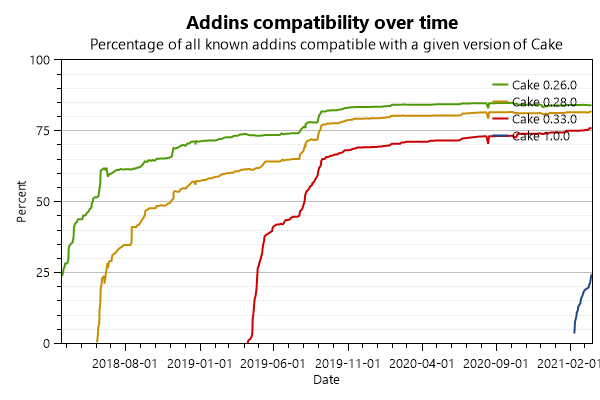 Addins compatibility over time
Percentage of all known addins compatible with a given version of Cake
100
75
50
25
0
Percent
Cake 0.26.0
Cake 0.28.0
Cake 0.33.0
Cake 1.0.0
2018-08-01
2019-01-01
2019-06-01
2019-11-01
2020-04-01
2020-09-01
2021-02-01
Date